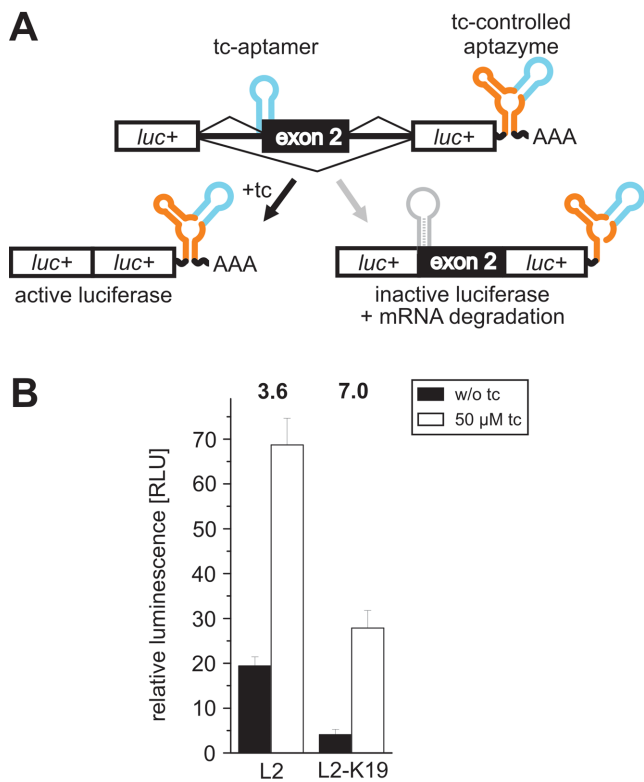 A
tc-aptamer
tc-controlled
aptazyme
luc+
exon 2
luc+
AAA
+tc
luc+
luc+
AAA
active luciferase
luc+
exon 2
luc+
inactive luciferase
+ mRNA degradation
B
3.6
7.0
w/o tc
50 µM tc
relative luminescence [RLU]
70
60
50
40
30
20
10
0
L2
L2-K19